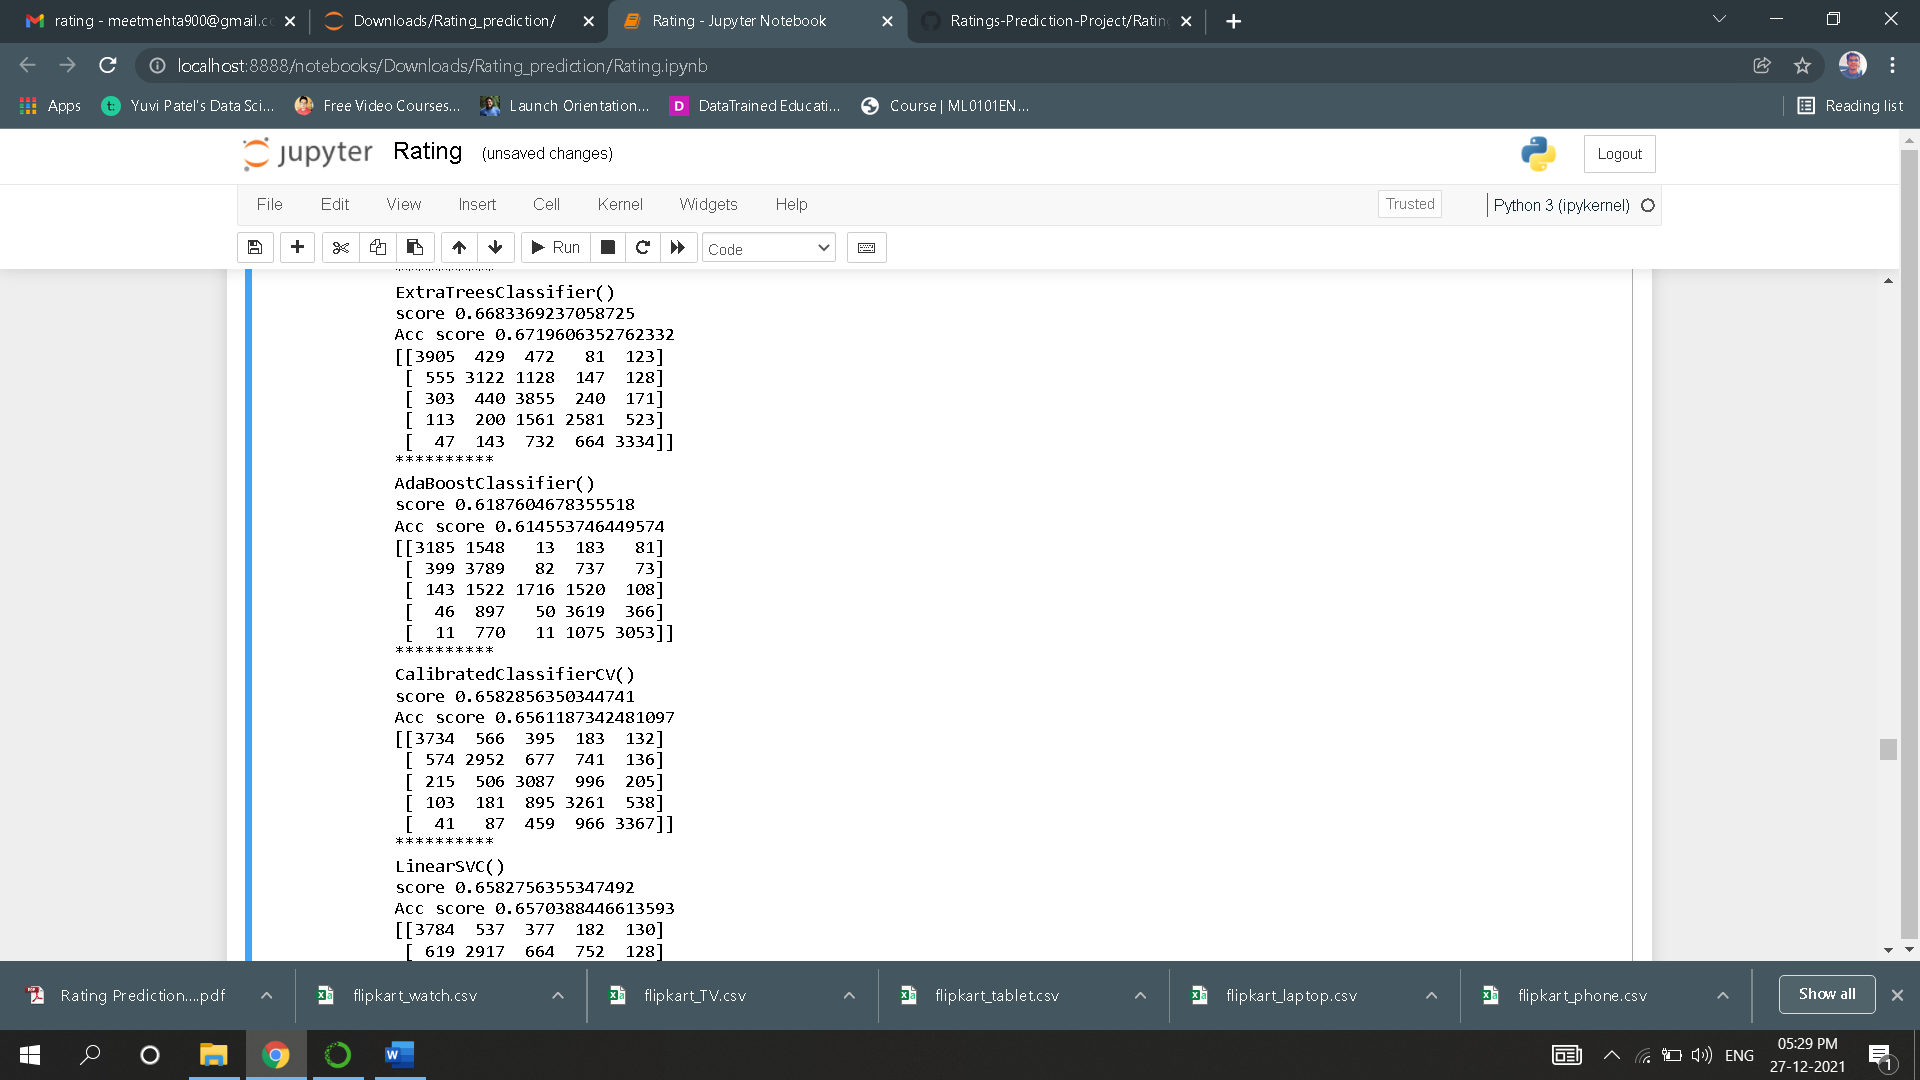 rating - meetmehta900@gmail.c
Downloads/Rating_prediction/
Rating - Jupyter Notebook
Ratings-Prediction-Project/Ratin
localhost:8888/notebooks/Downloads/Rating_prediction/Rating.ipynb
Apps
Yuvi Patel's Data Sci...
Free Video Courses...
Launch Orientation...
D
DataTrained Educati...
Course | ML0101EN...
Reading list
jupyter
Rating
(unsaved changes)
Logout
File Edit View Insert Cell Kernel Widgets Help
Trusted
Python 3 (ipykernel)
Run
Code
**********
ExtraTreesClassifier()
score 0.6683369237058725
Acc score 0.6719606352762332
[[3905 429 472 81 123]
[ 555 3122 1128 147 128]
[ 303 440 3855 240 171]
[ 113 200 1561 2581 523]
[ 47 143 732 664 3334]]
**********
AdaBoostClassifier()
score 0.6187604678355518
Acc score 0.614553746449574
[[3185 1548 13 183 81]
[ 399 3789 82 737 73]
[ 143 1522 1716 1520 108]
[ 46 897 50 3619 366]
[ 11 770 11 1075 3053]]
**********
CalibratedClassifierCV()
score 0.6582856350344741
Acc score 0.6561187342481097
[[3734 566 395 183 132]
[ 574 2952 677 741 136]
[ 215 506 3087 996 205]
[ 103 181 895 3261 538]
[ 41 87 459 966 3367]]
**********
LinearSVC()
score 0.6582756355347492
Acc score 0.6570388446613593
[[3784 537 377 182 130]
[ 619 2917 664 752 128]
Rating Prediction....pdf
flipkart_watch.csv
flipkart_TV.csv
flipkart_tablet.csv
flipkart_laptop.csv
flipkart_phone.csv
Show all
ENG
05:29 PM
27-12-2021
1